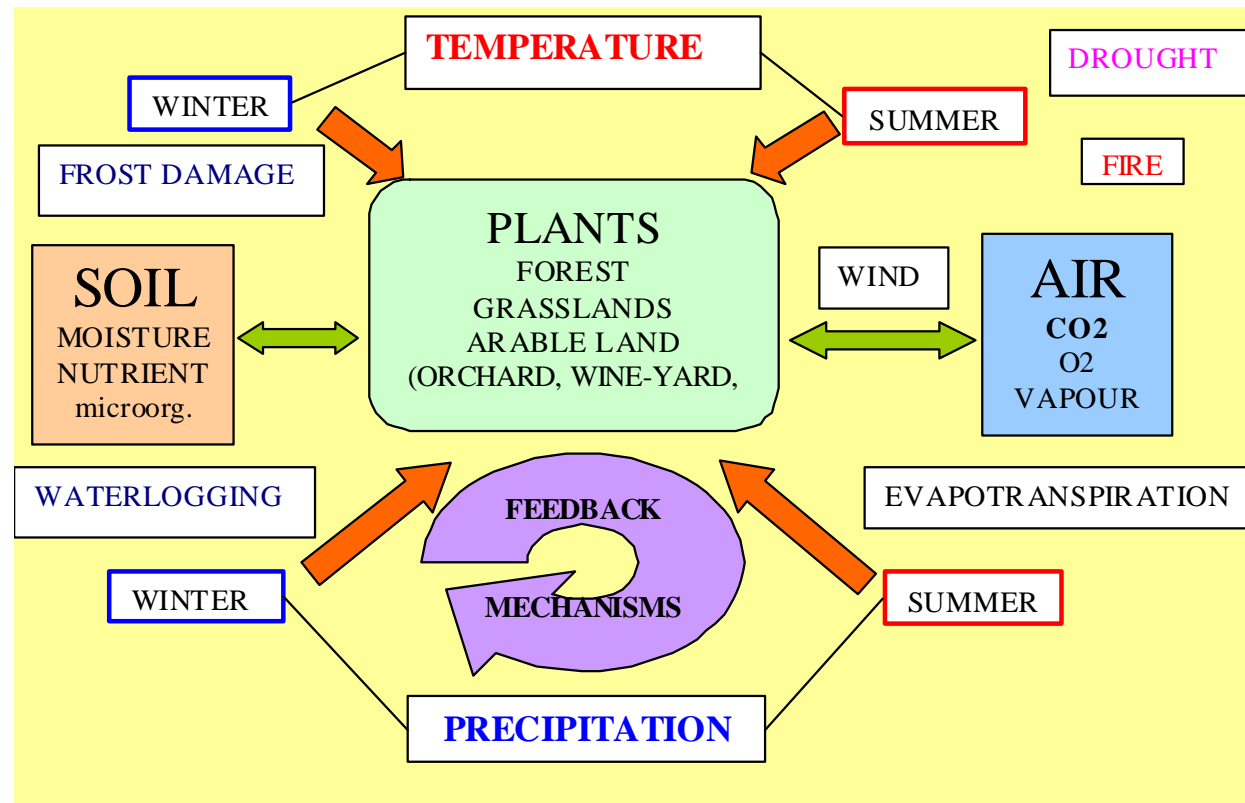 TEMPERATURE
DROUGHT
WINTER
SUMMER
FROST DAMAGE
FIRE
PLANTS
FOREST
GRASSLANDS
ARABLE LAND
(ORCHARD, WINE-YARD,
SOIL
MOISTURE
NUTRIENT
microorg.
WIND
AIR
CO2
O2
VAPOUR
WATERLOGGING
FEEDBACK
MECHANISMS
EVAPOTRANSPIRATION
WINTER
SUMMER
PRECIPITATION